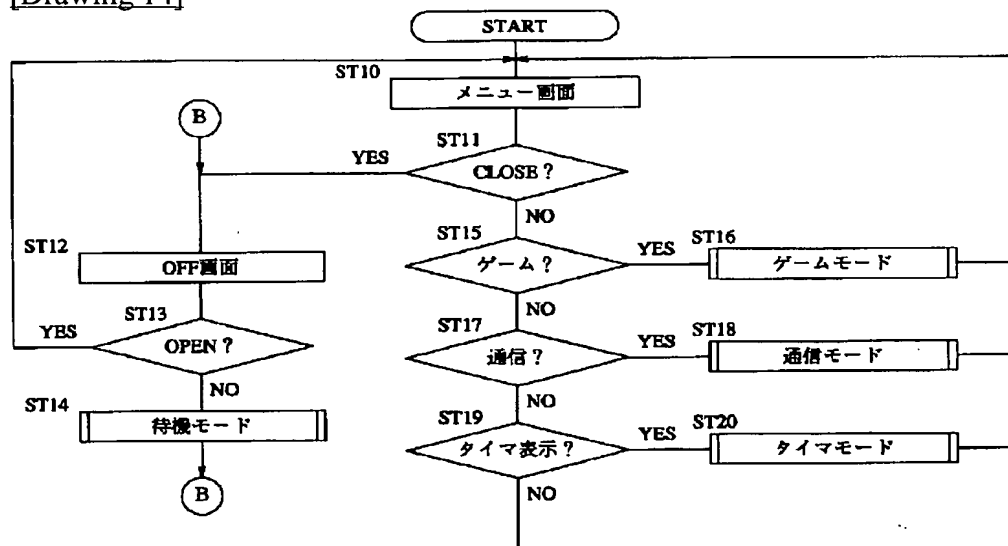 [Drawing 14]
START
ST10
メニュー画面
B
ST11
YES
CLOSE？
NO
ST12
OFF画面
ST15
ゲーム？
YES
ST16
ゲームモード
NO
ST13
YES
OPEN？
NO
ST17
通信？
YES
ST18
通信モード
NO
ST14
待機モード
B
ST19
タイマ表示？
YES
ST20
タイマモード
NO